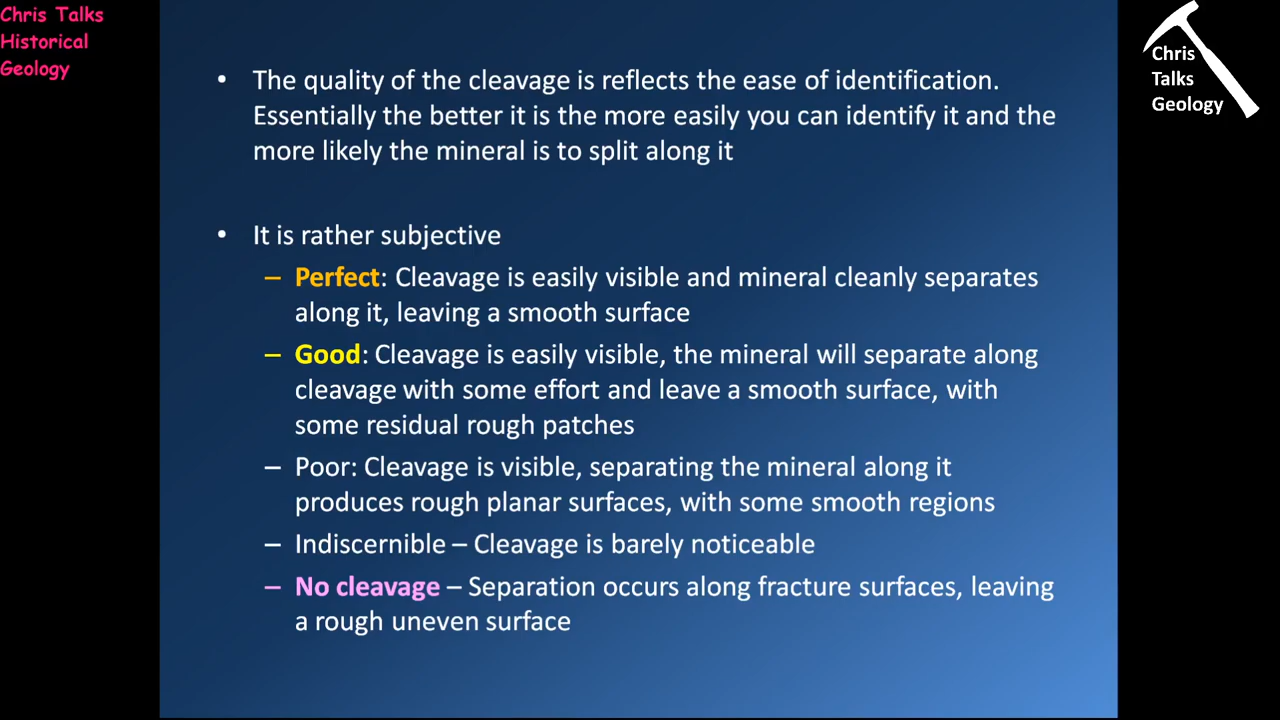 Chris Talks
Historical
Geology
Chris
Talks
Geology
• The quality of the cleavage is reflects the ease of identification.
Essentially the better it is the more easily you can identify it and the
more likely the mineral is to split along it
• It is rather subjective
– Perfect: Cleavage is easily visible and mineral cleanly separates
along it, leaving a smooth surface
– Good: Cleavage is easily visible, the mineral will separate along
cleavage with some effort and leave a smooth surface, with
some residual rough patches
– Poor: Cleavage is visible, separating the mineral along it
produces rough planar surfaces, with some smooth regions
– Indiscernible – Cleavage is barely noticeable
– No cleavage – Separation occurs along fracture surfaces, leaving
a rough uneven surface